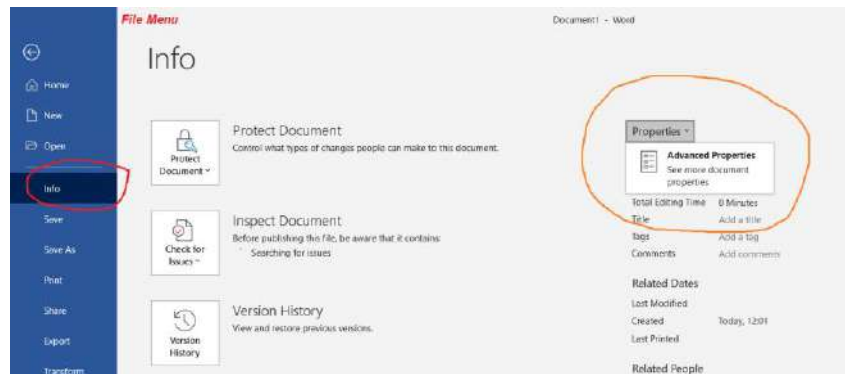 File Menu
Document1 - Word
Info
Home
New
Open
Info
Save
Save As
Print
Share
Export
Transform
Protect
Document
Protect Document
Control what types of changes people can make to this document.
Check for
Issues
Inspect Document
Before publishing this file, be aware that it contains:
Searching for issues
Version
History
Version History
View and restore previous versions.
Properties
Advanced Properties
See more document
properties
Total Editing Time 0 Minutes
Title Add a title
Tags Add a tag
Comments Add comments
Related Dates
Last Modified
Created Today, 12:01
Last Printed
Related People